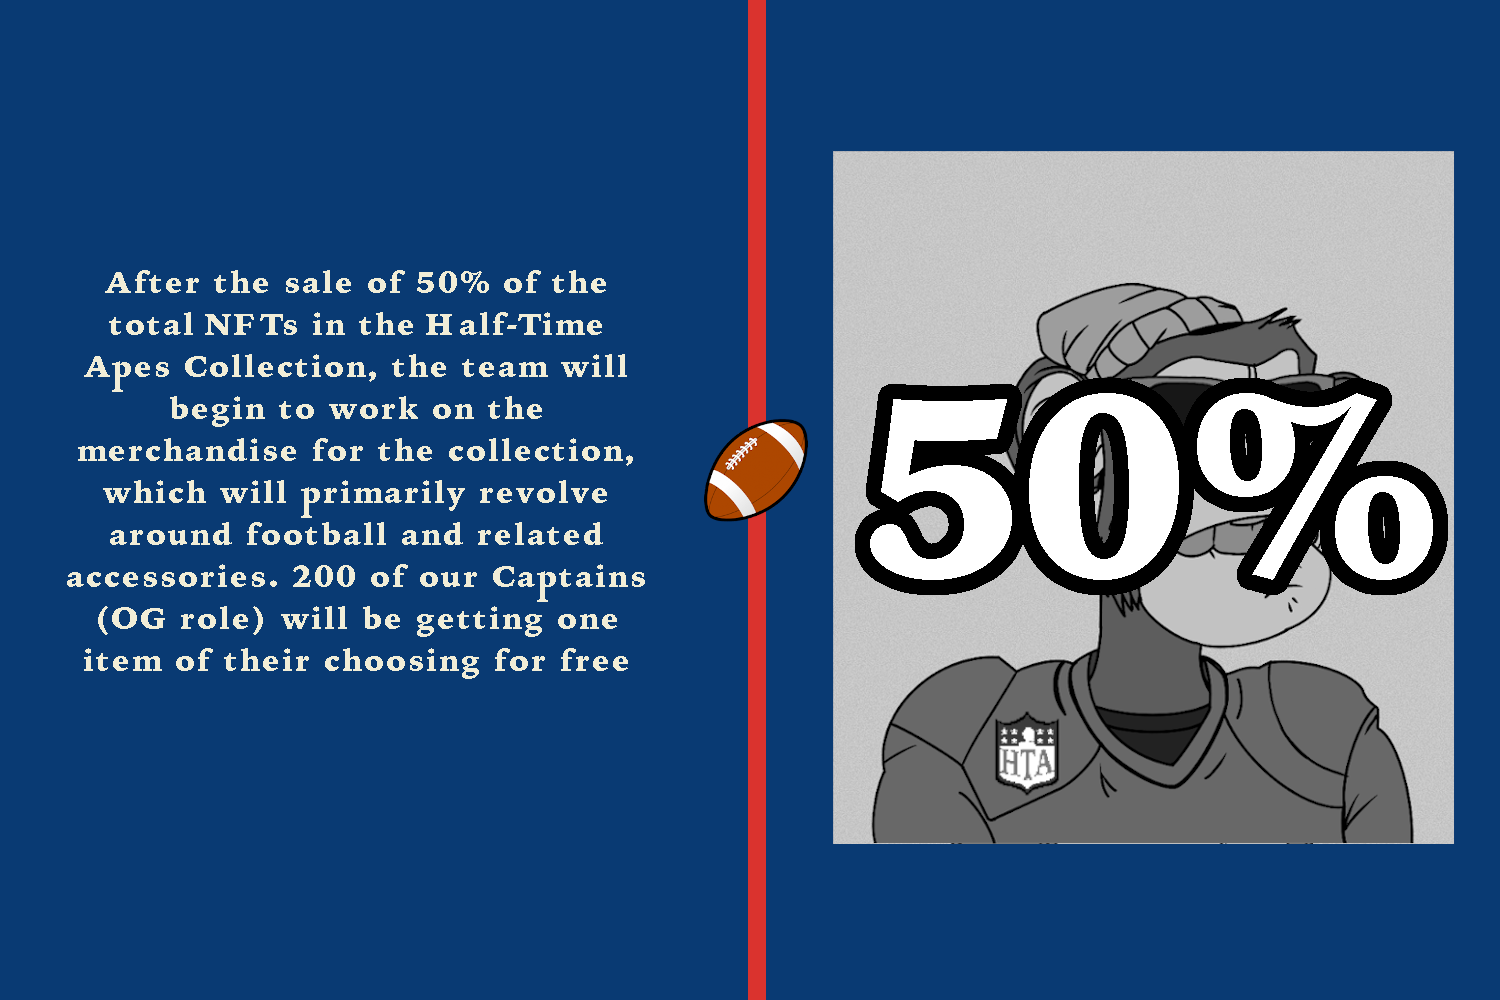 After the sale of 50% of the
total NFTs in the Half-Time
Apes Collection, the team will
begin to work on the
merchandise for the collection,
which will primarily revolve
around football and related
accessories. 200 of our Captains
(OG role) will be getting one
item of their choosing for free
50%
HTA